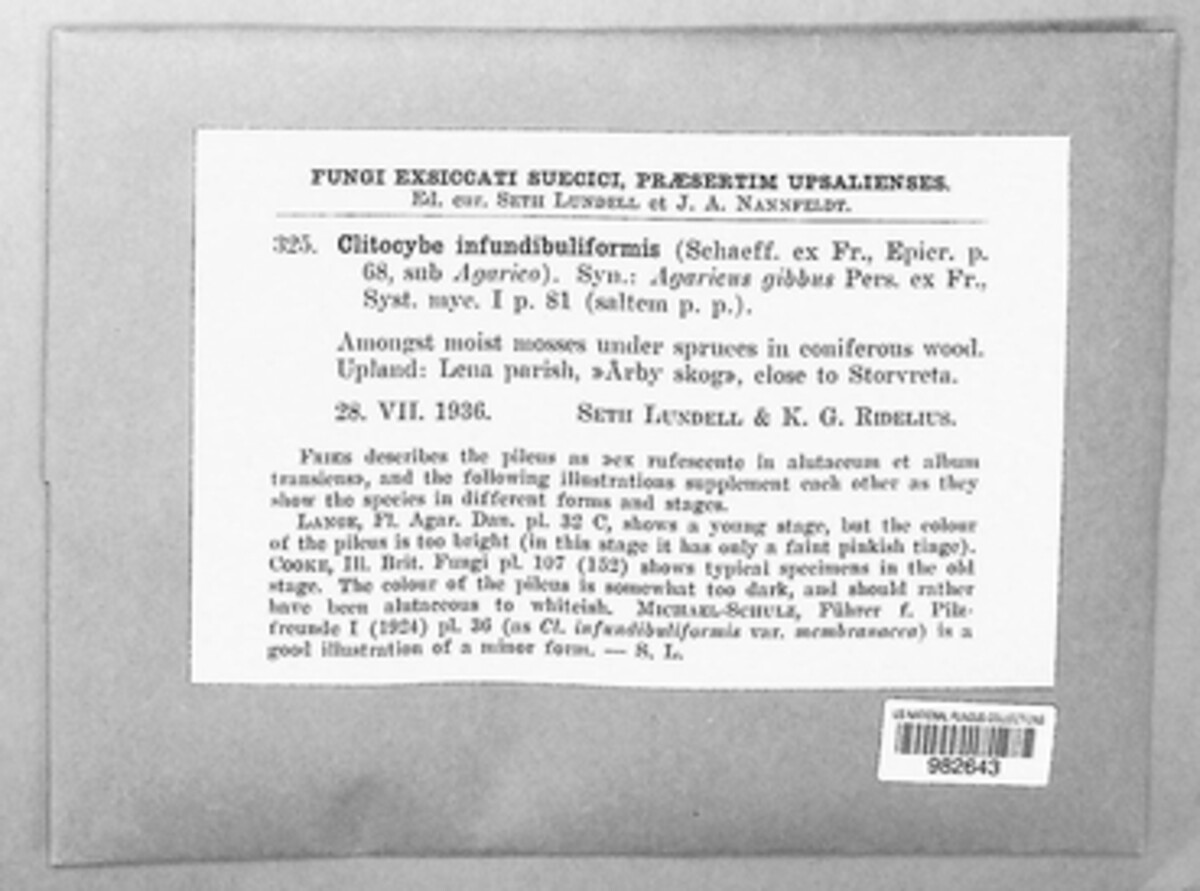 FUNGI EXSICCATI SUECICI, PRÆSERTIM UPSALIENSES.
Ed. cur. SETH LUNDELL et J. A. NANNFELDT.
325. Clitocybe infundibuliformis (Schaeff. ex Fr., Epicr. p.
68, sub Agarico). Syn.: Agaricus gibbus Pers. ex Fr.,
Syst. myc. I p. 81 (saltem p. p.).
Amongst moist mosses under spruces in coniferous wood.
Upland: Lena parish, »Årby skog», close to Storvreta.
28. VII. 1936. SETH LUNDELL & K. G. RIDELIUS.
FRIES describes the pileus as »ex rufescente in alutaceum et album
transiens», and the following illustrations supplement each other as they
show the species in different forms and stages.
LANGE, Fl. Agar. Dan. pl. 32 C, shows a young stage, but the colour
of the pileus is too bright (in this stage it has only a faint pinkish tinge).
COOKE, Ill. Brit. Fungi pl. 107 (152) shows typical specimens in the old
stage. The colour of the pileus is somewhat too dark, and should rather
have been alutaceous to whiteish. MICHAEL-SCHULZ, Führer f. Pilz-
freunde I (1924) pl. 36 (as Cl. infundibuliformis var. membranacea) is a
good illustration of a minor form. — S. L.
US NATIONAL FUNGUS COLLECTIONS
982643